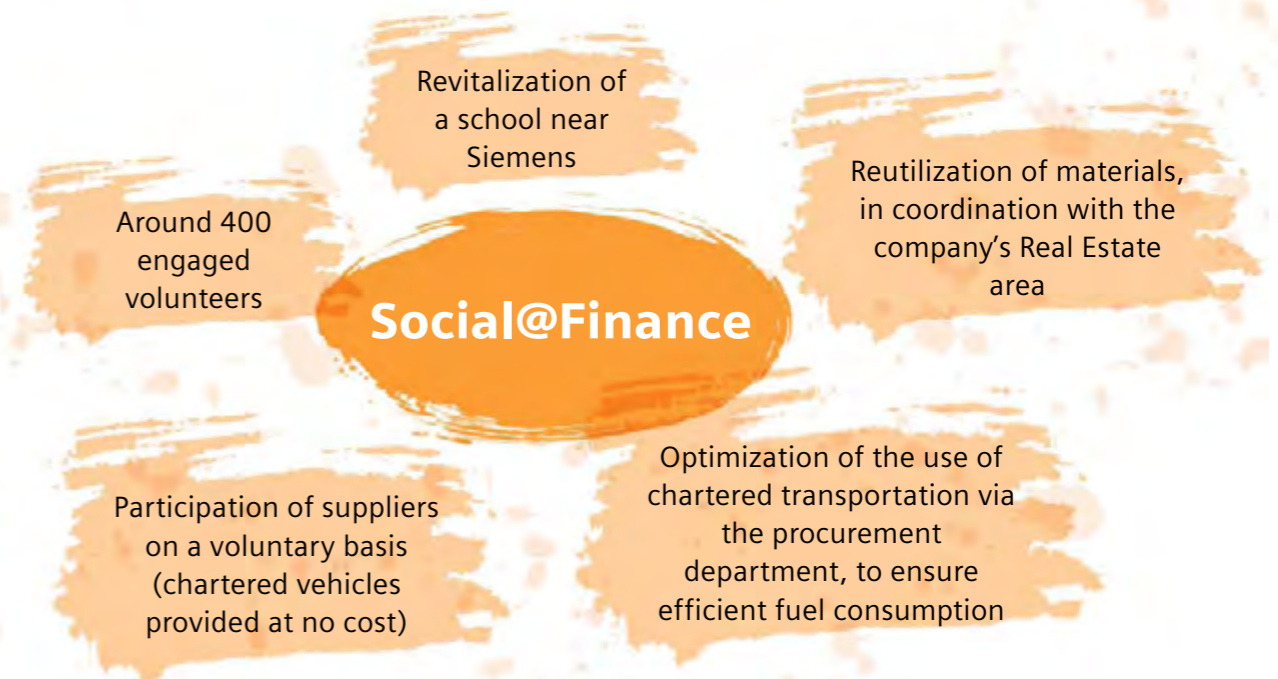 Revitalization of
a school near
Siemens
Around 400
engaged
volunteers
Reutilization of materials,
in coordination with the
company's Real Estate
area
Social@Finance
Participation of suppliers
on a voluntary basis
(chartered vehicles
provided at no cost)
Optimization of the use of
chartered transportation via
the procurement
department, to ensure
efficient fuel consumption